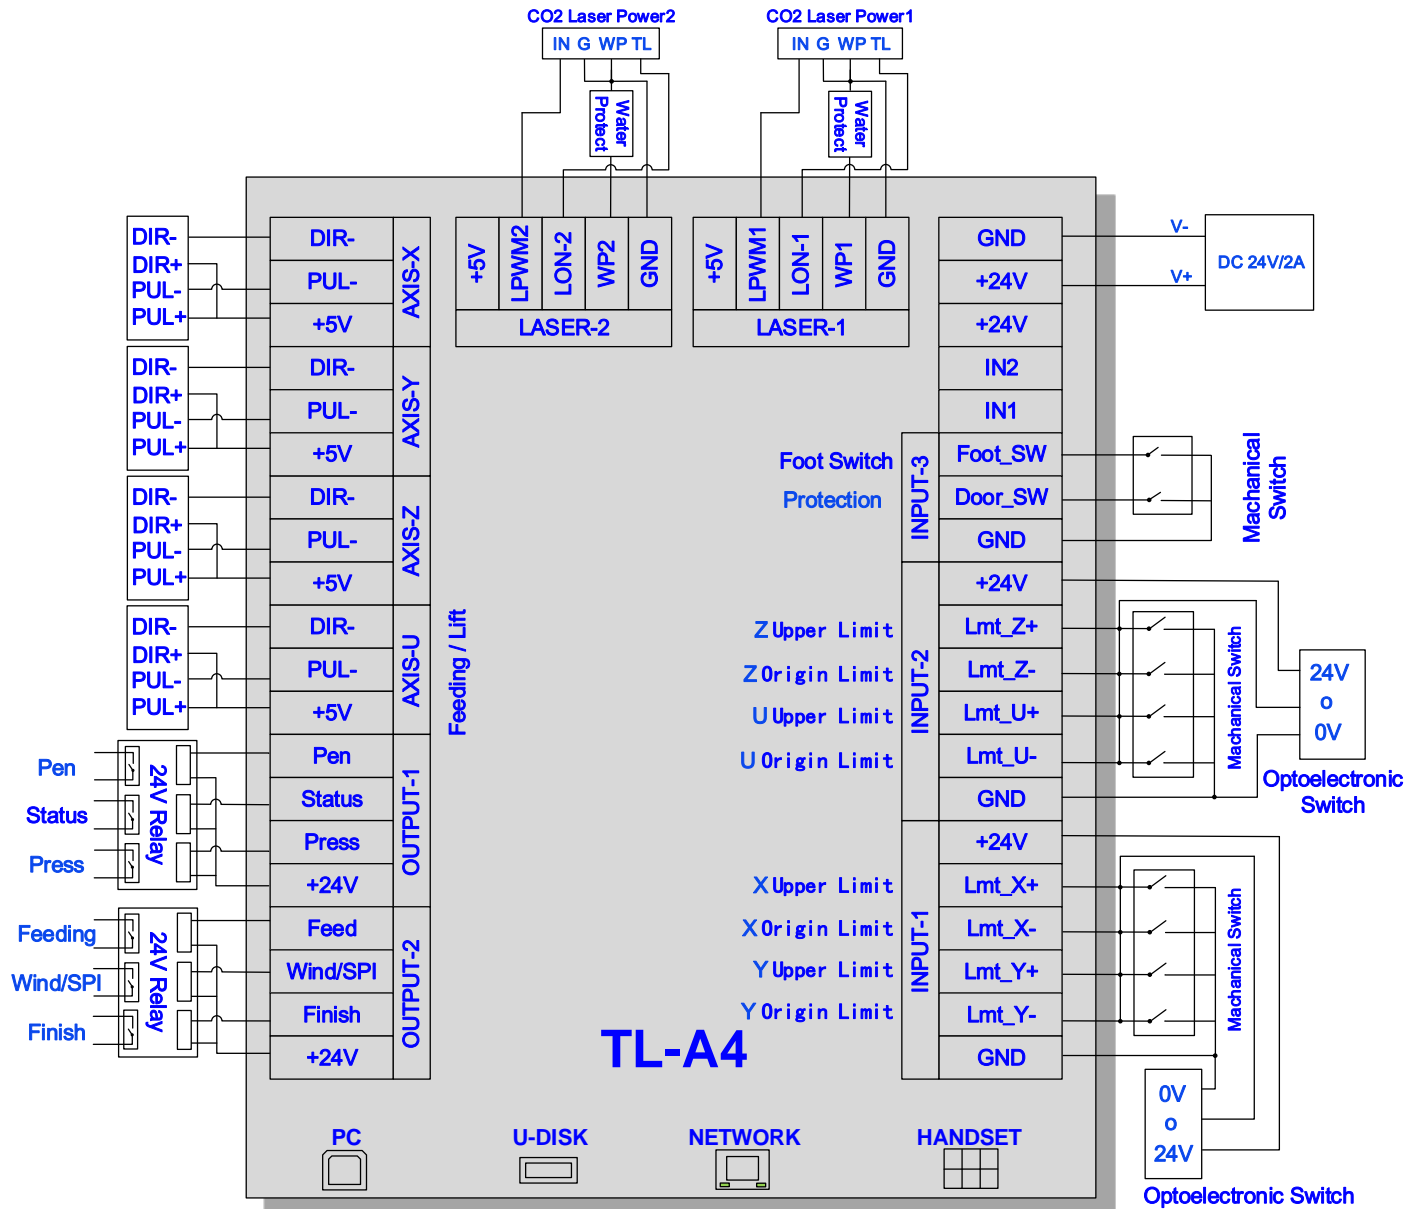 CO2 Laser Power2
IN G WP TL
Water Protect
CO2 Laser Power1
IN G WP TL
Water Protect
DIR-
DIR+
PUL-
PUL+
DIR-
DIR+
PUL-
PUL+
DIR-
DIR+
PUL-
PUL+
DIR-
DIR+
PUL-
PUL+
Pen
Status
Press
24V Relay
Feeding
Wind/SPI
Finish
24V Relay
DIR-
PUL-
+5V
AXIS-X
DIR-
PUL-
+5V
AXIS-Y
DIR-
PUL-
+5V
AXIS-Z
DIR-
PUL-
+5V
AXIS-U
Feeding / Lift
Pen
Status
Press
+24V
OUTPUT-1
Feed
Wind/SPI
Finish
+24V
OUTPUT-2
+5V
LPWM2
LON-2
WP2
GND
LASER-2
+5V
LPWM1
LON-1
WP1
GND
LASER-1
GND
+24V
+24V
IN2
IN1
V-
V+
DC 24V/2A
Foot Switch
Protection
INPUT-3
Foot_SW
Door_SW
GND
Machanical
Switch
Z Upper Limit
Z Origin Limit
U Upper Limit
U Origin Limit
INPUT-2
+24V
Lmt_Z+
Lmt_Z-
Lmt_U+
Lmt_U-
GND
Machanical Switch
24V
o
0V
Optoelectronic
Switch
X Upper Limit
X Origin Limit
Y Upper Limit
Y Origin Limit
INPUT-1
+24V
Lmt_X+
Lmt_X-
Lmt_Y+
Lmt_Y-
GND
Machanical Switch
0V
o
24V
Optoelectronic Switch
TL-A4
PC
U-DISK
NETWORK
HANDSET